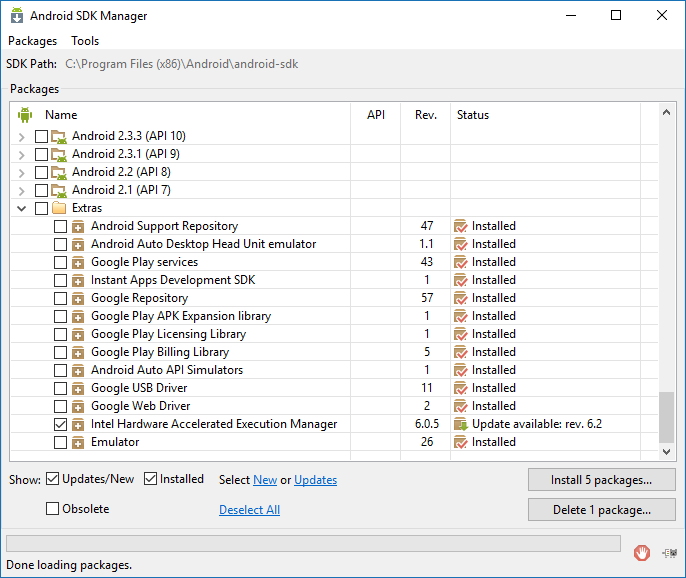 Android SDK Manager
Packages Tools
SDK Path: C:\Program Files (x86)\Android\android-sdk
Packages
Name API Rev. Status
Android 2.3.3 (API 10)
Android 2.3.1 (API 9)
Android 2.2 (API 8)
Android 2.1 (API 7)
Extras
Android Support Repository 47 Installed
Android Auto Desktop Head Unit emulator 1.1 Installed
Google Play services 43 Installed
Instant Apps Development SDK 1 Installed
Google Repository 57 Installed
Google Play APK Expansion library 1 Installed
Google Play Licensing Library 1 Installed
Google Play Billing Library 5 Installed
Android Auto API Simulators 1 Installed
Google USB Driver 11 Installed
Google Web Driver 2 Installed
Intel Hardware Accelerated Execution Manager 6.0.5 Update available: rev. 6.2
Emulator 26 Installed
Show: Updates/New Installed Select New or Updates Install 5 packages...
Obsolete Deselect All Delete 1 package...
Done loading packages.